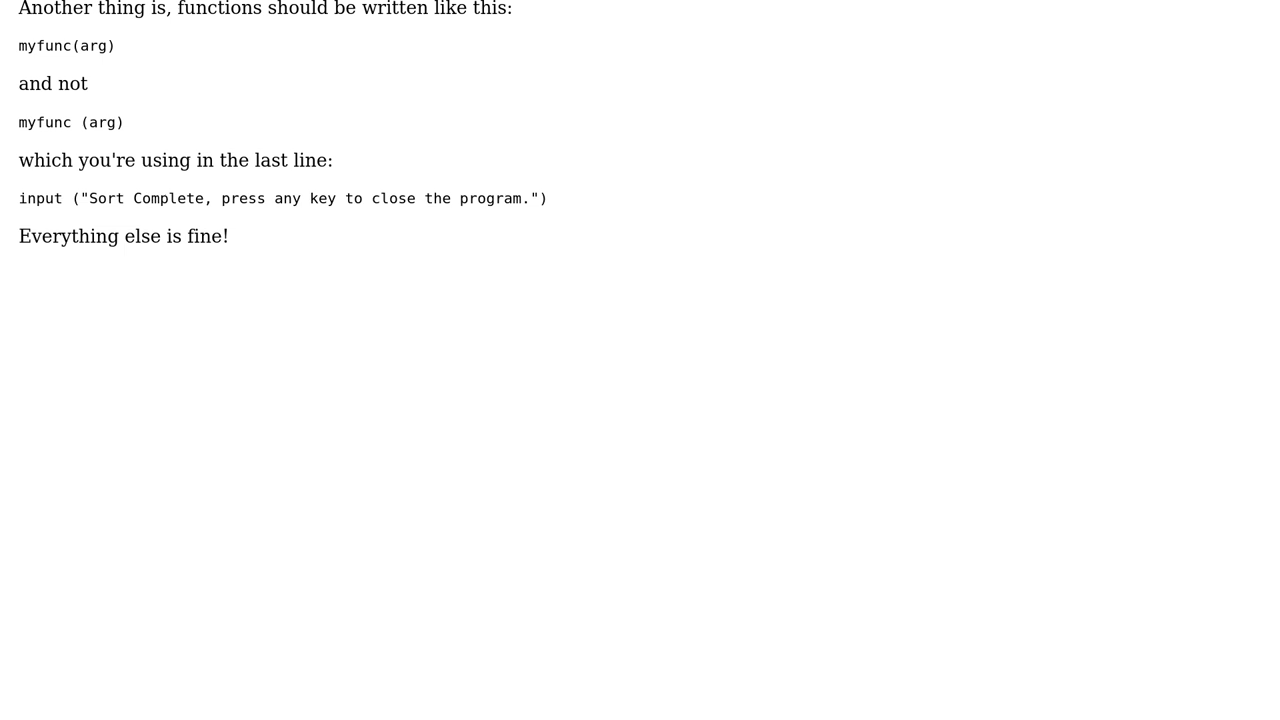 Another thing is, functions should be written like this:
myfunc(arg)
and not
myfunc (arg)
which you're using in the last line:
input ("Sort Complete, press any key to close the program.")
Everything else is fine!